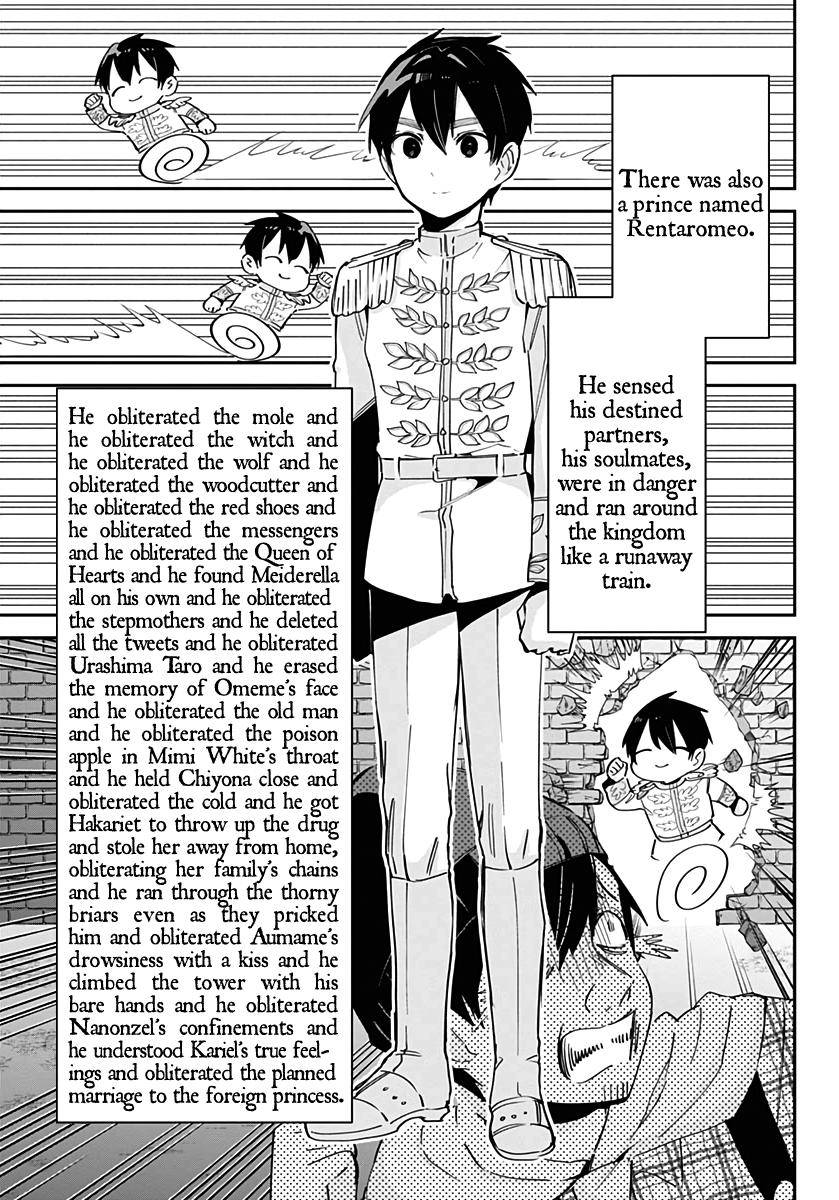 There was also
a prince named
Rentaromeo.
He sensed
his destined
partners,
his soulmates,
were in danger
and ran around
the kingdom
like a runaway
train.
He obliterated the mole and
he obliterated the witch and
he obliterated the wolf and he
obliterated the woodcutter and
he obliterated the red shoes and
he obliterated the messengers
and he obliterated the Queen of
Hearts and he found Meiderella
all on his own and he obliterated
the stepmothers and he deleted
all the tweets and he obliterated
Urashima Taro and he erased
the memory of Omeme's face
and he obliterated the old man
and he obliterated the poison
apple in Mimi White's throat
and he held Chiyona close and
obliterated the cold and he got
Hakariet to throw up the drug
and stole her away from home,
obliterating her family's chains
and he ran through the thorny
briars even as they pricked
him and obliterated Aumame's
drowsiness with a kiss and he
climbed the tower with his
bare hands and he obliterated
Nanonzel's confinements and
he understood Kariel's true feel-
ings and obliterated the planned
marriage to the foreign princess.